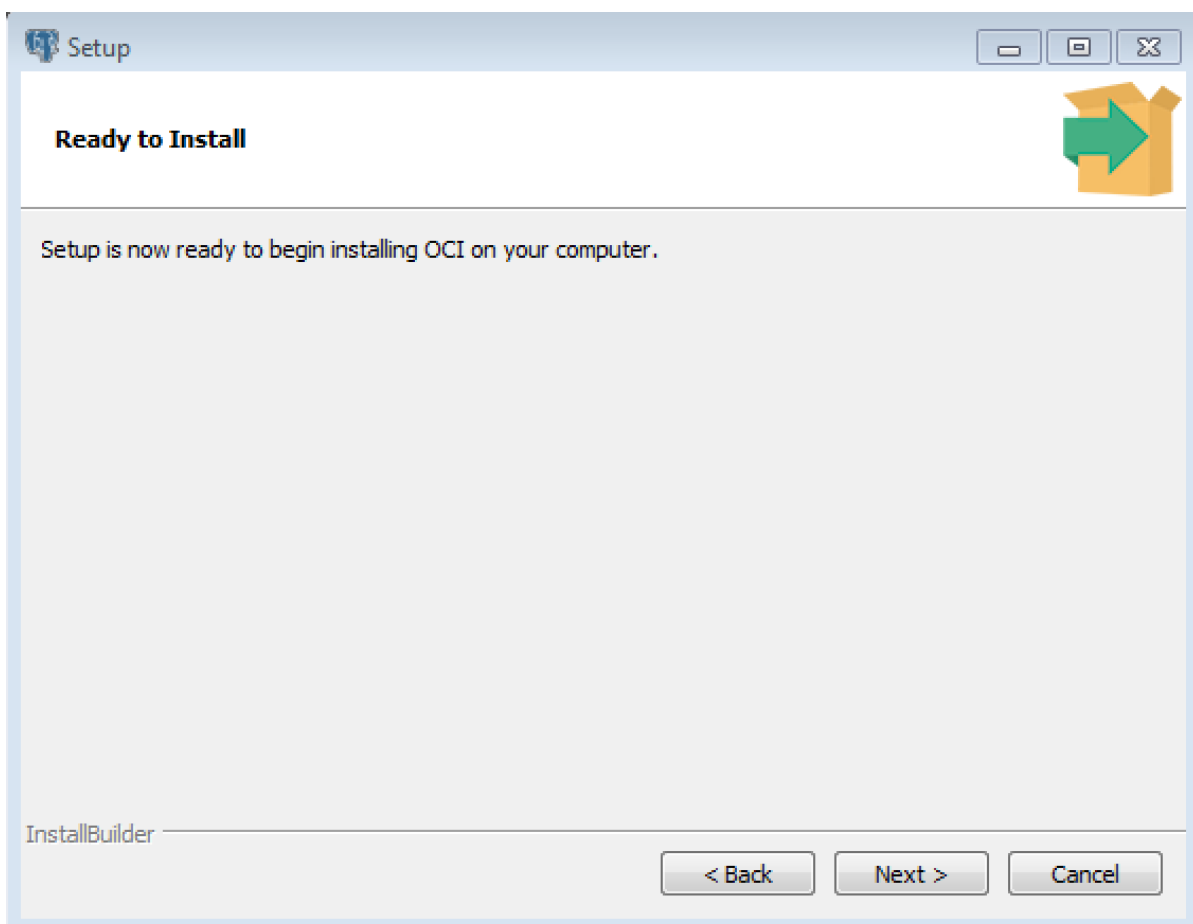 Setup
Ready to Install
Setup is now ready to begin installing OCI on your computer.
InstallBuilder
< Back
Next >
Cancel